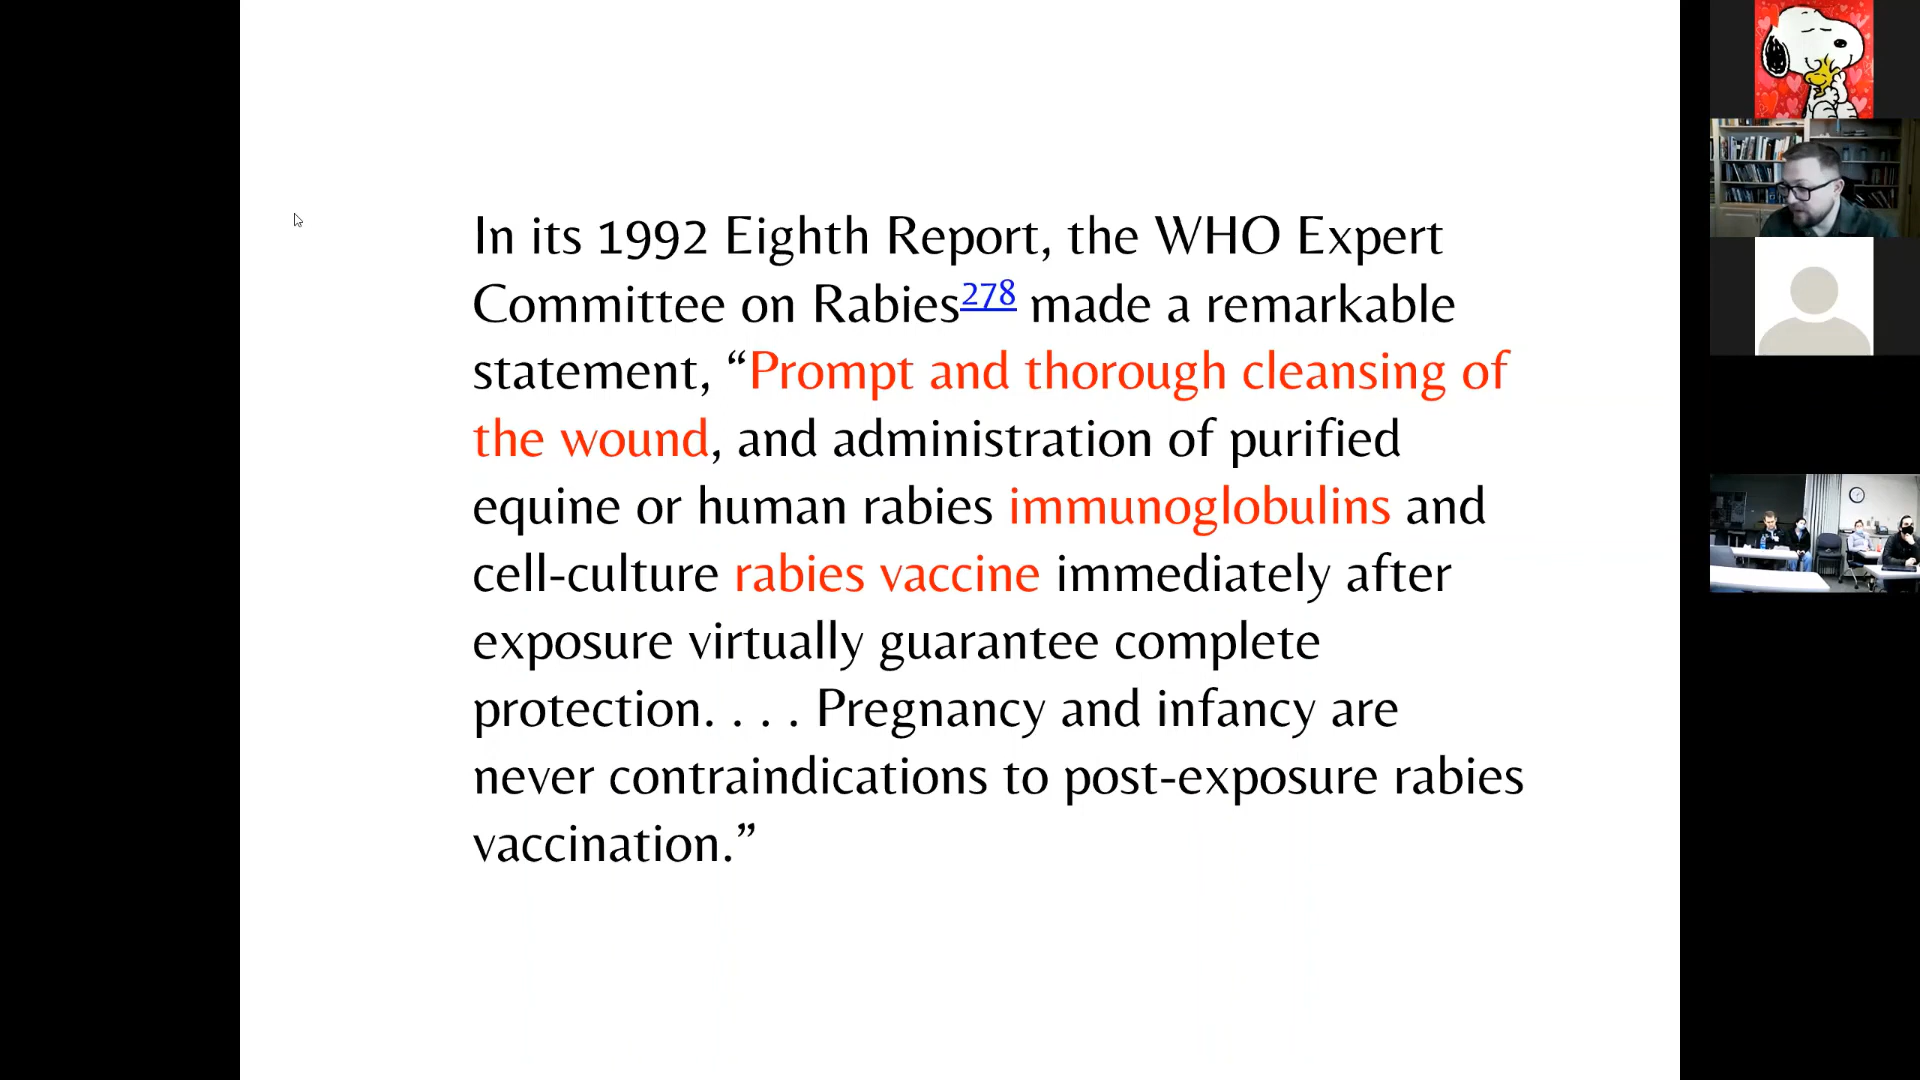 In its 1992 Eighth Report, the WHO Expert
Committee on Rabies278 made a remarkable
statement, “Prompt and thorough cleansing of
the wound, and administration of purified
equine or human rabies immunoglobulins and
cell-culture rabies vaccine immediately after
exposure virtually guarantee complete
protection. . . . Pregnancy and infancy are
never contraindications to post-exposure rabies
vaccination.”